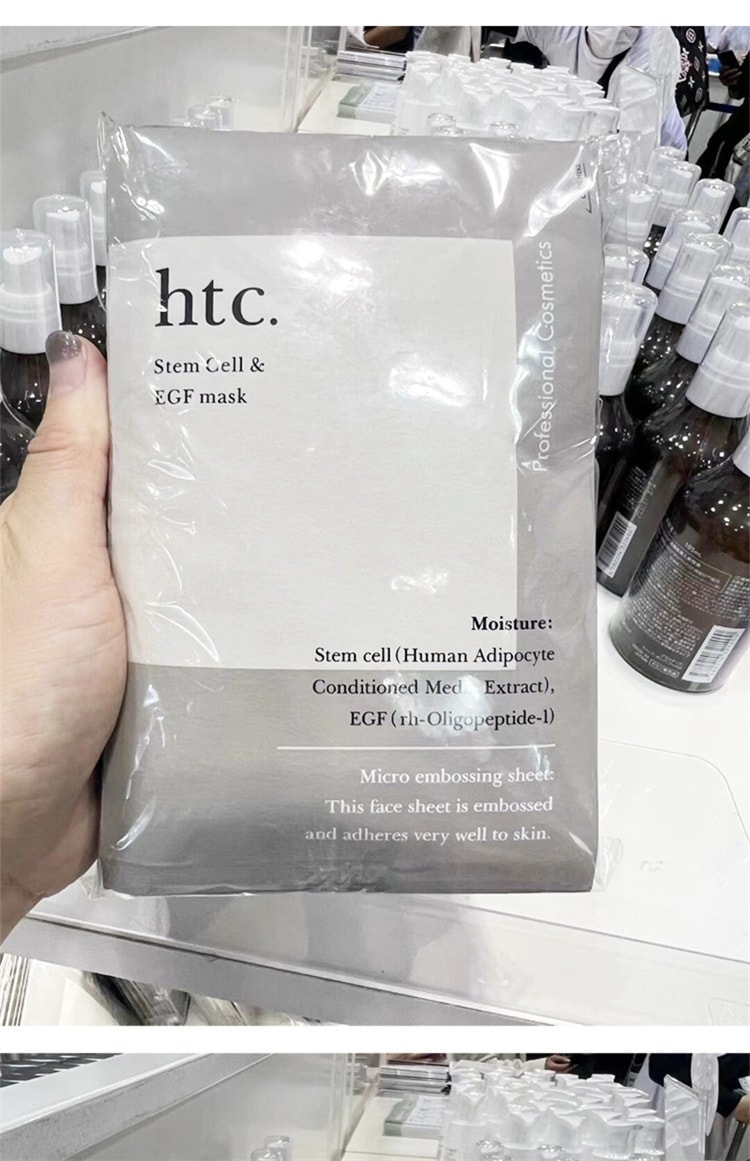 htc.
Stem Cell &
EGF mask
Professional Cosmetics
Moisture:
Stem cell (Human Adipocyte
Conditioned Extract),
EGF (rh-Oligopeptide-1)
Micro embossing sheet:
This face sheet is embossed
and adheres very well to skin.